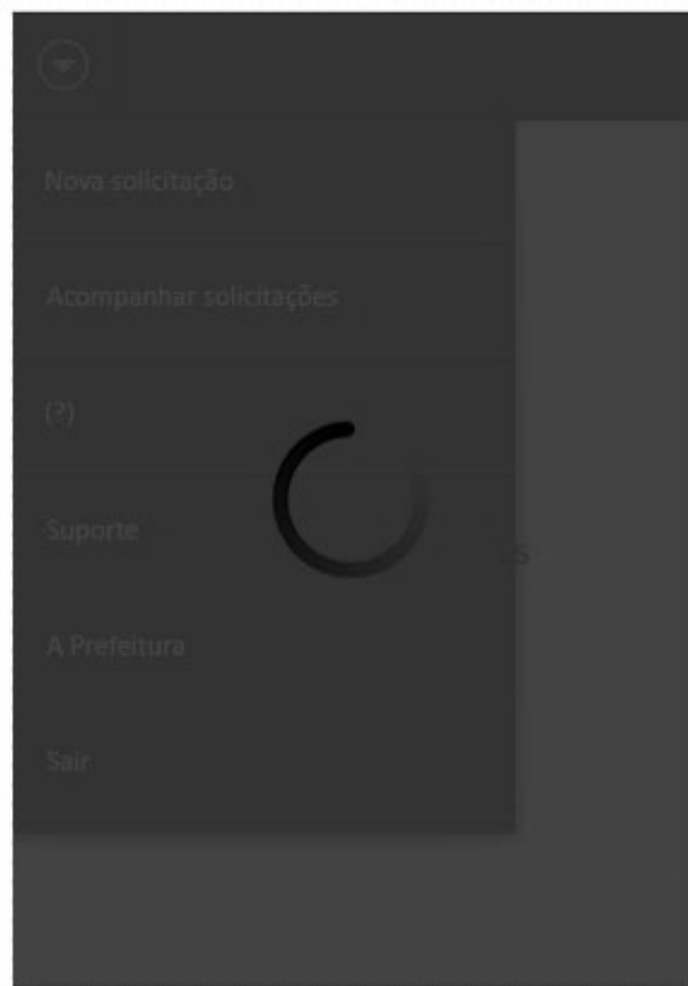 Nova solicitação
Acompanhar solicitações
(?)
Suporte
s
A Prefeitura
Sair